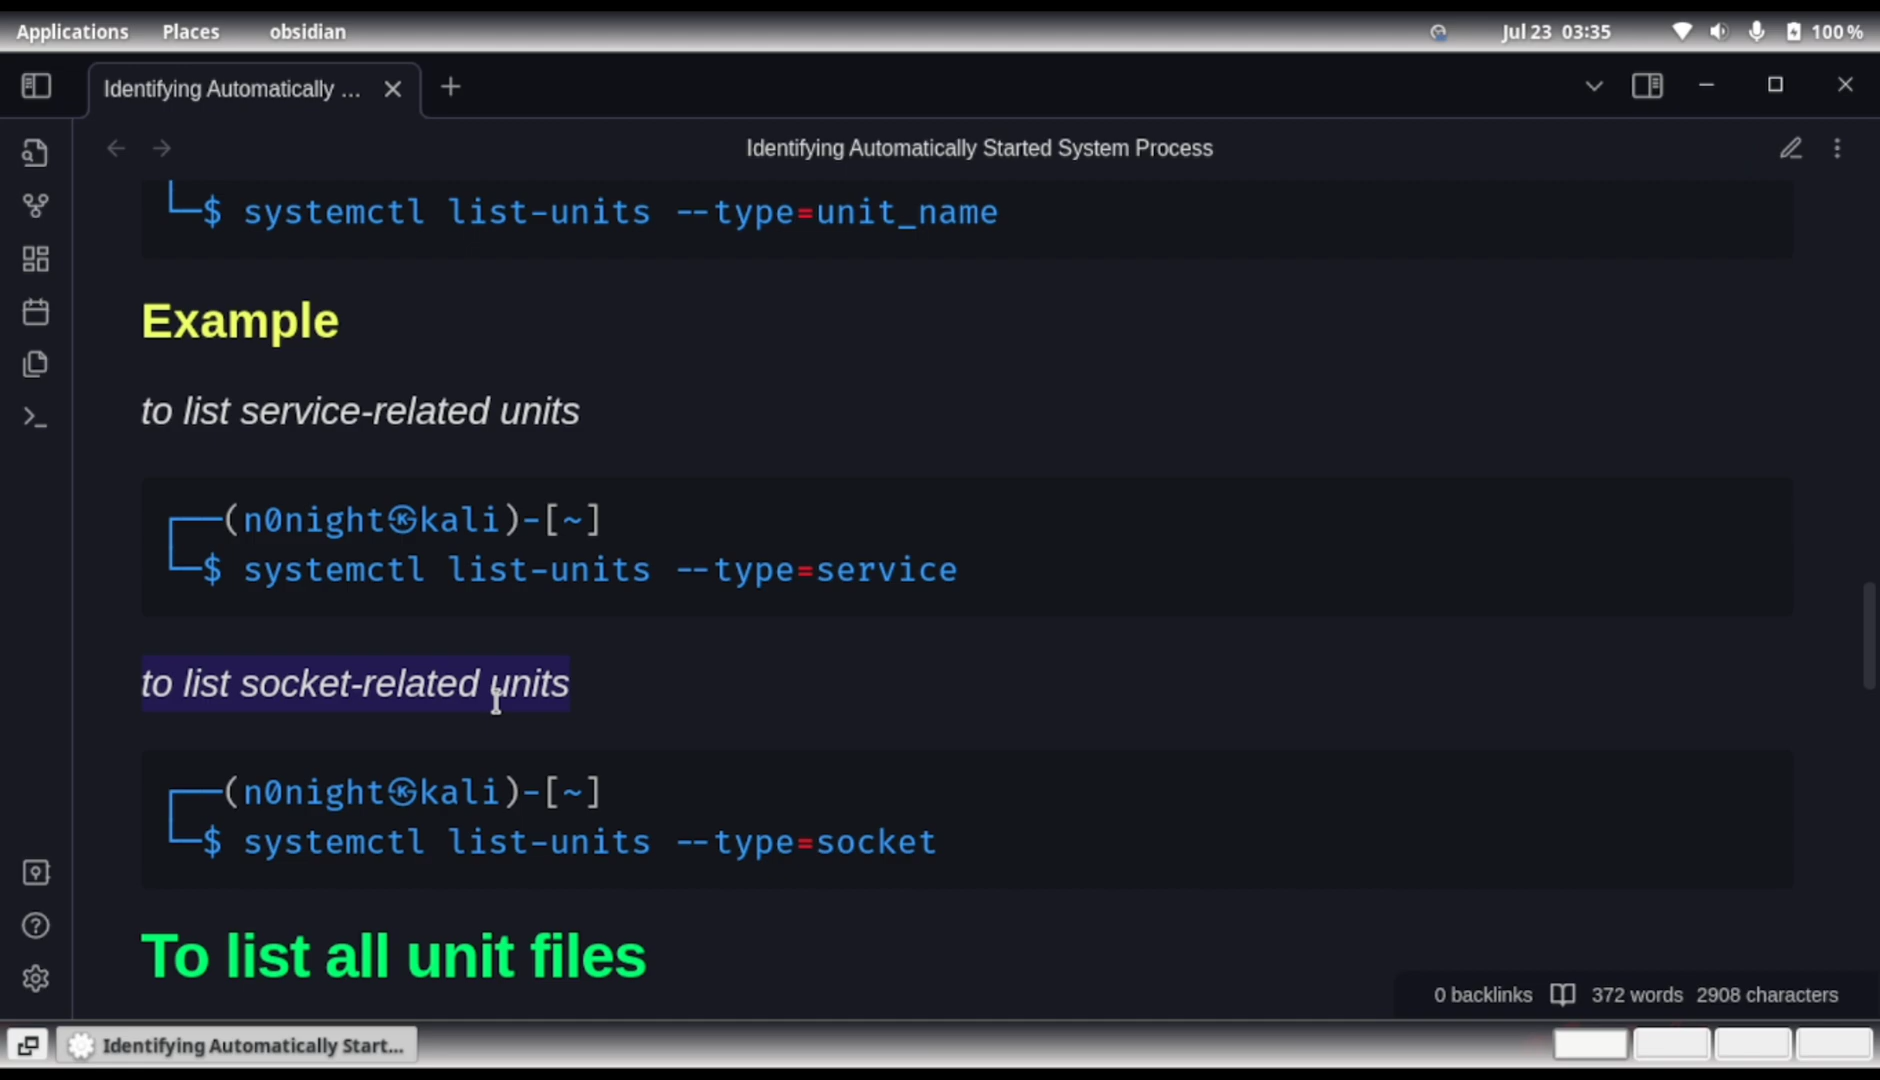 Applications Places obsidian Jul 23 03:35 100%
Identifying Automatically ...
Identifying Automatically Started System Process
└─$ systemctl list-units --type=unit_name
Example
to list service-related units
┌──(n0night㉿kali)-[~]
└─$ systemctl list-units --type=service
to list socket-related units
┌──(n0night㉿kali)-[~]
└─$ systemctl list-units --type=socket
To list all unit files
0 backlinks 372 words 2908 characters
Identifying Automatically Start...